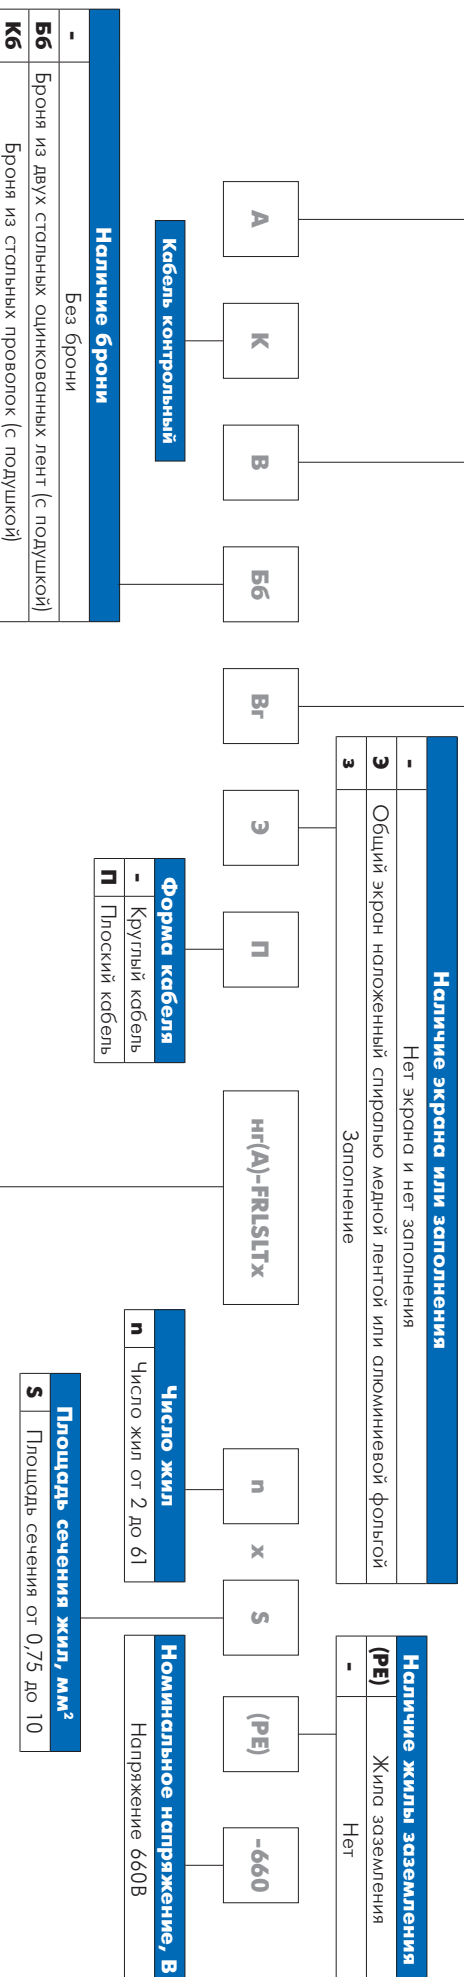 Наличие экрана или заполнения
- Нет экрана и нет заполнения
Э Общий экран наложенный спиралью медной лентой или алюминиевой фольгой
з Заполнение
Наличие жилы заземления
(PE) Жила заземления
- Нет
А К В Бб Вг Э П нг(А)-FRLSLTx n x S (PE) -660
Кабель контрольный
Наличие брони
- Без брони
Бб Броня из двух стальных оцинкованных лент (с подушкой)
Кб Броня из стальных проволок (с подушкой)
Форма кабеля
- Круглый кабель
П Плоский кабель
Число жил
n Число жил от 2 до 61
Площадь сечения жил, мм²
S Площадь сечения от 0,75 до 10
Номинальное напряжение, В
Напряжение 660В